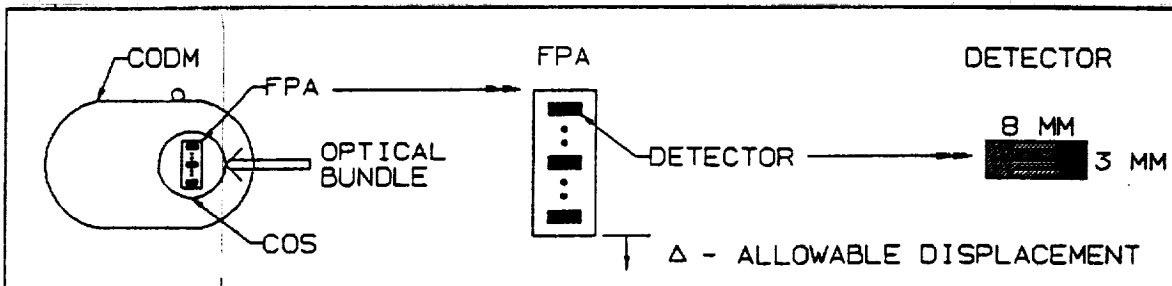 CODM
FPA
FPA
DETECTOR
8 MM
3 MM
DETECTOR
OPTICAL
BUNDLE
COS
Δ - ALLOWABLE DISPLACEMENT